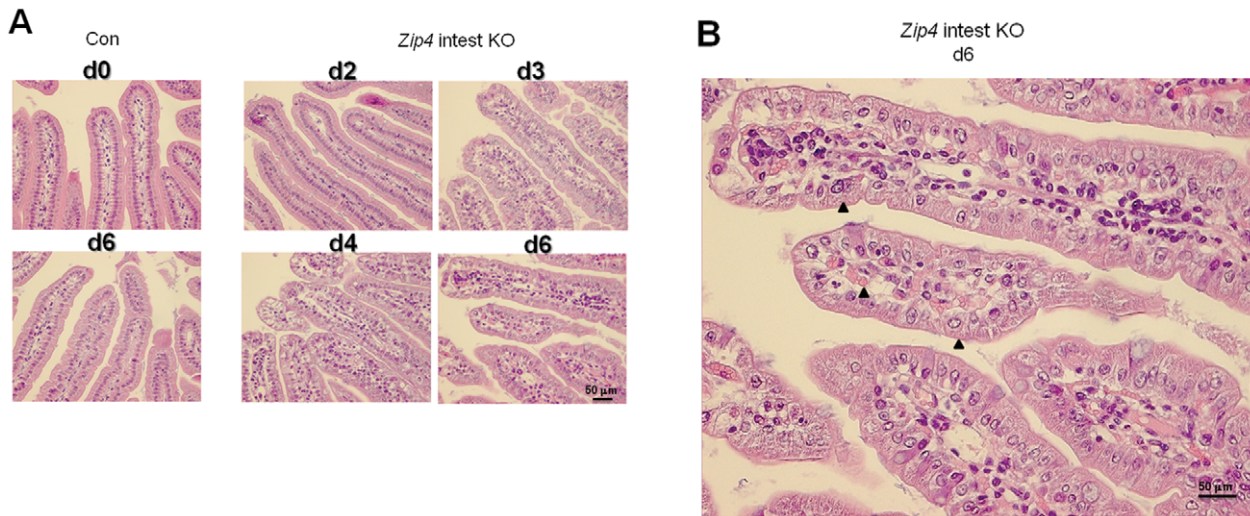 A
Con
Zip4 intest KO
d0
d2
d3
d6
d4
d6
50 μm
B
Zip4 intest KO
d6
50 μm